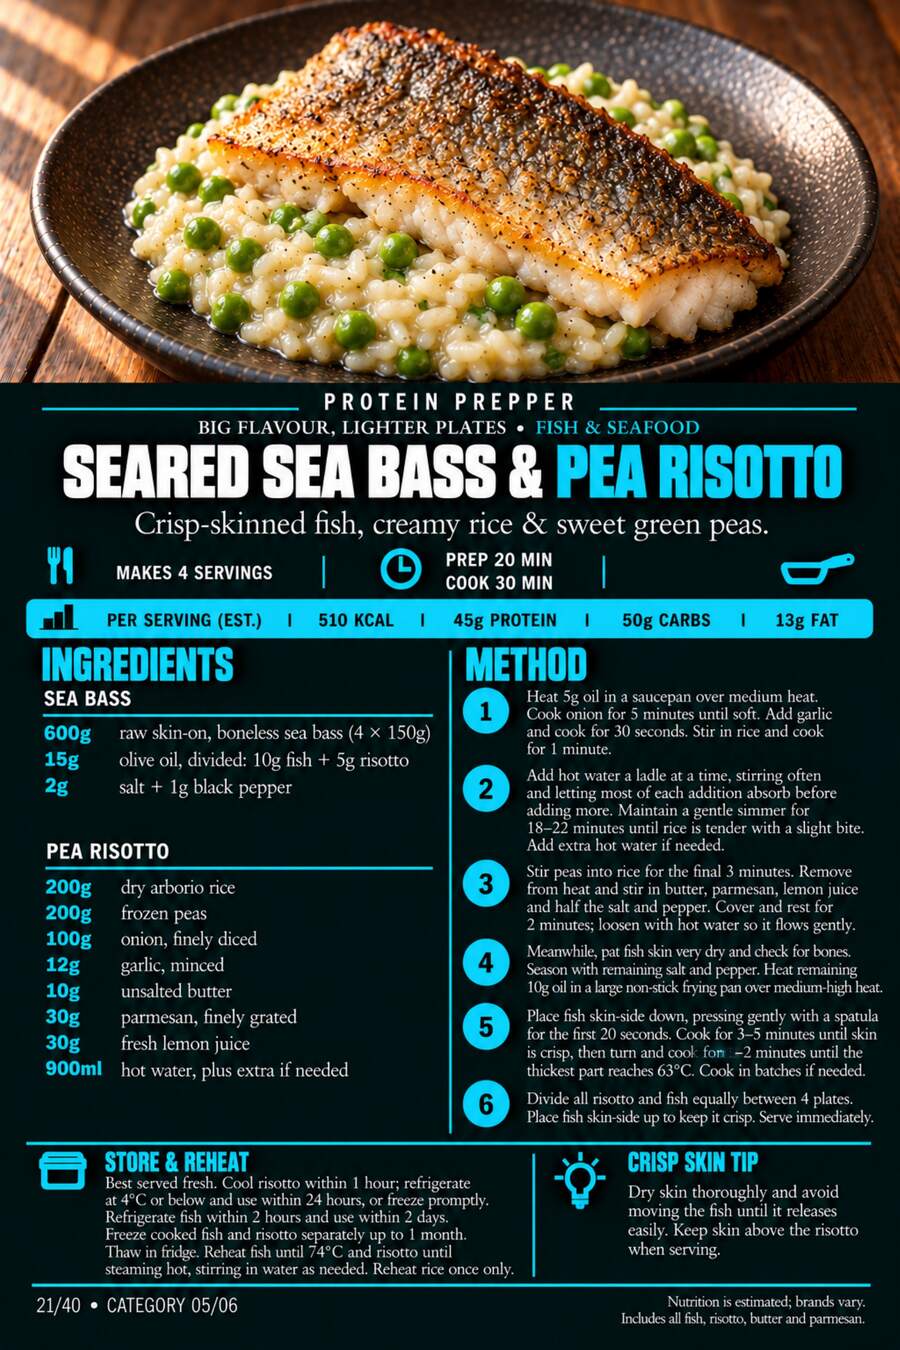 PROTEIN PREPPER
BIG FLAVOUR, LIGHTER PLATES • FISH & SEAFOOD
SEARED SEA BASS & PEA RISOTTO
Crisp-skinned fish, creamy rice & sweet green peas.
MAKES 4 SERVINGS
PREP 20 MIN
COOK 30 MIN
PER SERVING (EST.) | 510 KCAL | 45g PROTEIN | 50g CARBS | 13g FAT
INGREDIENTS
SEA BASS
600g raw skin-on, boneless sea bass (4 × 150g)
15g olive oil, divided: 10g fish + 5g risotto
2g salt + 1g black pepper
PEA RISOTTO
200g dry arborio rice
200g frozen peas
100g onion, finely diced
12g garlic, minced
10g unsalted butter
30g parmesan, finely grated
30g fresh lemon juice
900ml hot water, plus extra if needed
METHOD
1 Heat 5g oil in a saucepan over medium heat.
Cook onion for 5 minutes until soft. Add garlic
and cook for 30 seconds. Stir in rice and cook
for 1 minute.
2 Add hot water a ladle at a time, stirring often
and letting most of each addition absorb before
adding more. Maintain a gentle simmer for
18–22 minutes until rice is tender with a slight bite.
Add extra hot water if needed.
3 Stir peas into rice for the final 3 minutes. Remove
from heat and stir in butter, parmesan, lemon juice
and half the salt and pepper. Cover and rest for
2 minutes; loosen with hot water so it flows gently.
4 Meanwhile, pat fish skin very dry and check for bones.
Season with remaining salt and pepper. Heat remaining
10g oil in a large non-stick frying pan over medium-high heat.
5 Place fish skin-side down, pressing gently with a spatula
for the first 20 seconds. Cook for 3–5 minutes until skin
is crisp, then turn and cook –2 minutes until the
thickest part reaches 63°C. Cook in batches if needed.
6 Divide all risotto and fish equally between 4 plates.
Place fish skin-side up to keep it crisp. Serve immediately.
STORE & REHEAT
Best served fresh. Cool risotto within 1 hour; refrigerate
at 4°C or below and use within 24 hours, or freeze promptly.
Refrigerate fish within 2 hours and use within 2 days.
Freeze cooked fish and risotto separately up to 1 month.
Thaw in fridge. Reheat fish until 74°C and risotto until
steaming hot, stirring in water as needed. Reheat rice once only.
CRISP SKIN TIP
Dry skin thoroughly and avoid
moving the fish until it releases
easily. Keep skin above the risotto
when serving.
21/40 • CATEGORY 05/06
Nutrition is estimated; brands vary.
Includes all fish, risotto, butter and parmesan.